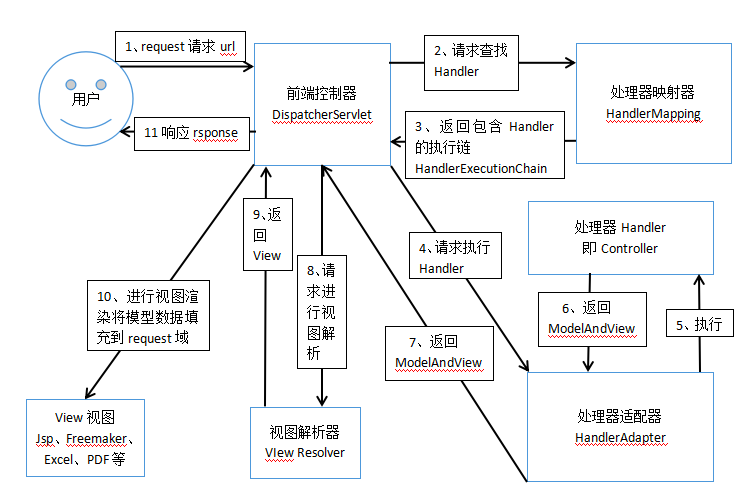 1、request 请求 url
用户
11 响应 rsponse
前端控制器
DispatcherServlet
2、请求查找
Handler
处理器映射器
HandlerMapping
3、返回包含 Handler
的执行链
HandlerExecutionChain
处理器 Handler
即 Controller
4、请求执行
Handler
5、执行
6、返回
ModelAndView
处理器适配器
HandlerAdapter
7、返回
ModelAndView
8、请
求进
行视
图解
析
9、返
回
View
视图解析器
VIew Resolver
10、进行视图渲
染将模型数据填
充到 request 域
View 视图
Jsp、Freemaker、
Excel、PDF 等